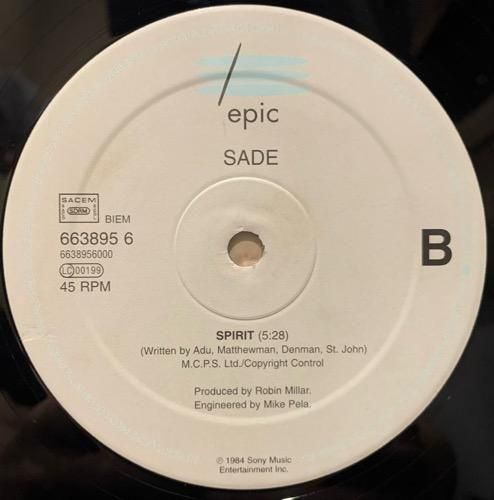 epic
SADE
SACEM
SDRM
BIEM
663895 6
6638956000
LC 00199
45 RPM
B
SPIRIT (5:28)
(Written by Adu, Matthewman, Denman, St. John)
M.C.P.S. Ltd./Copyright Control
Produced by Robin Millar.
Engineered by Mike Pela.
℗ 1984 Sony Music
Entertainment Inc.